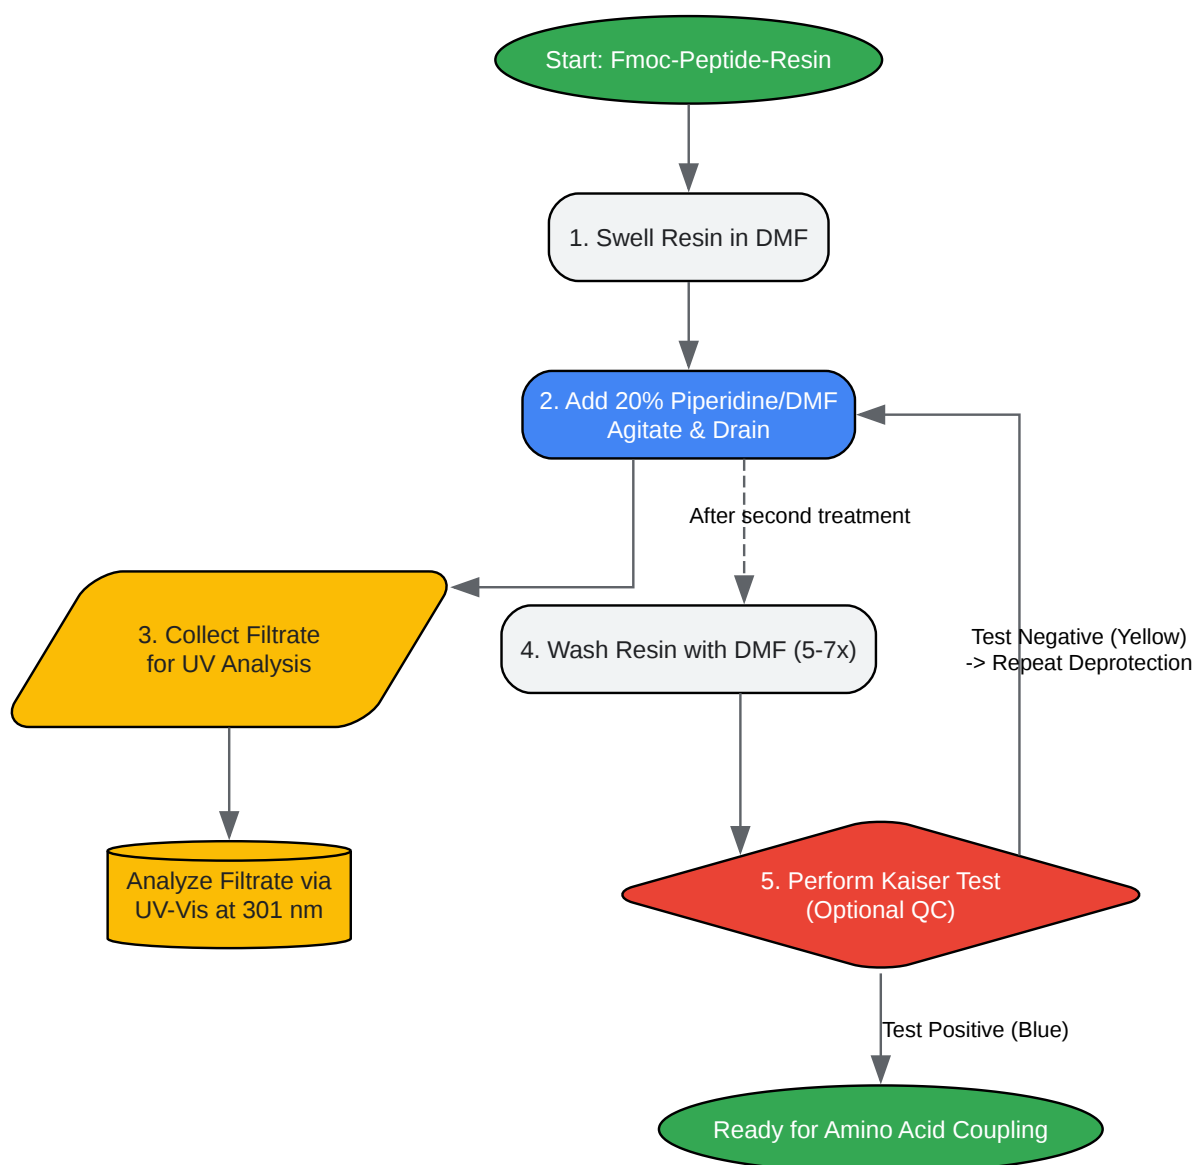 Start: Fmoc-Peptide-Resin
1. Swell Resin in DMF
2. Add 20% Piperidine/DMF
Agitate & Drain
After second treatment
3. Collect Filtrate
for UV Analysis
4. Wash Resin with DMF (5-7x)
Test Negative (Yellow)
-> Repeat Deprotection
Analyze Filtrate via
UV-Vis at 301 nm
5. Perform Kaiser Test
(Optional QC)
Test Positive (Blue)
Ready for Amino Acid Coupling